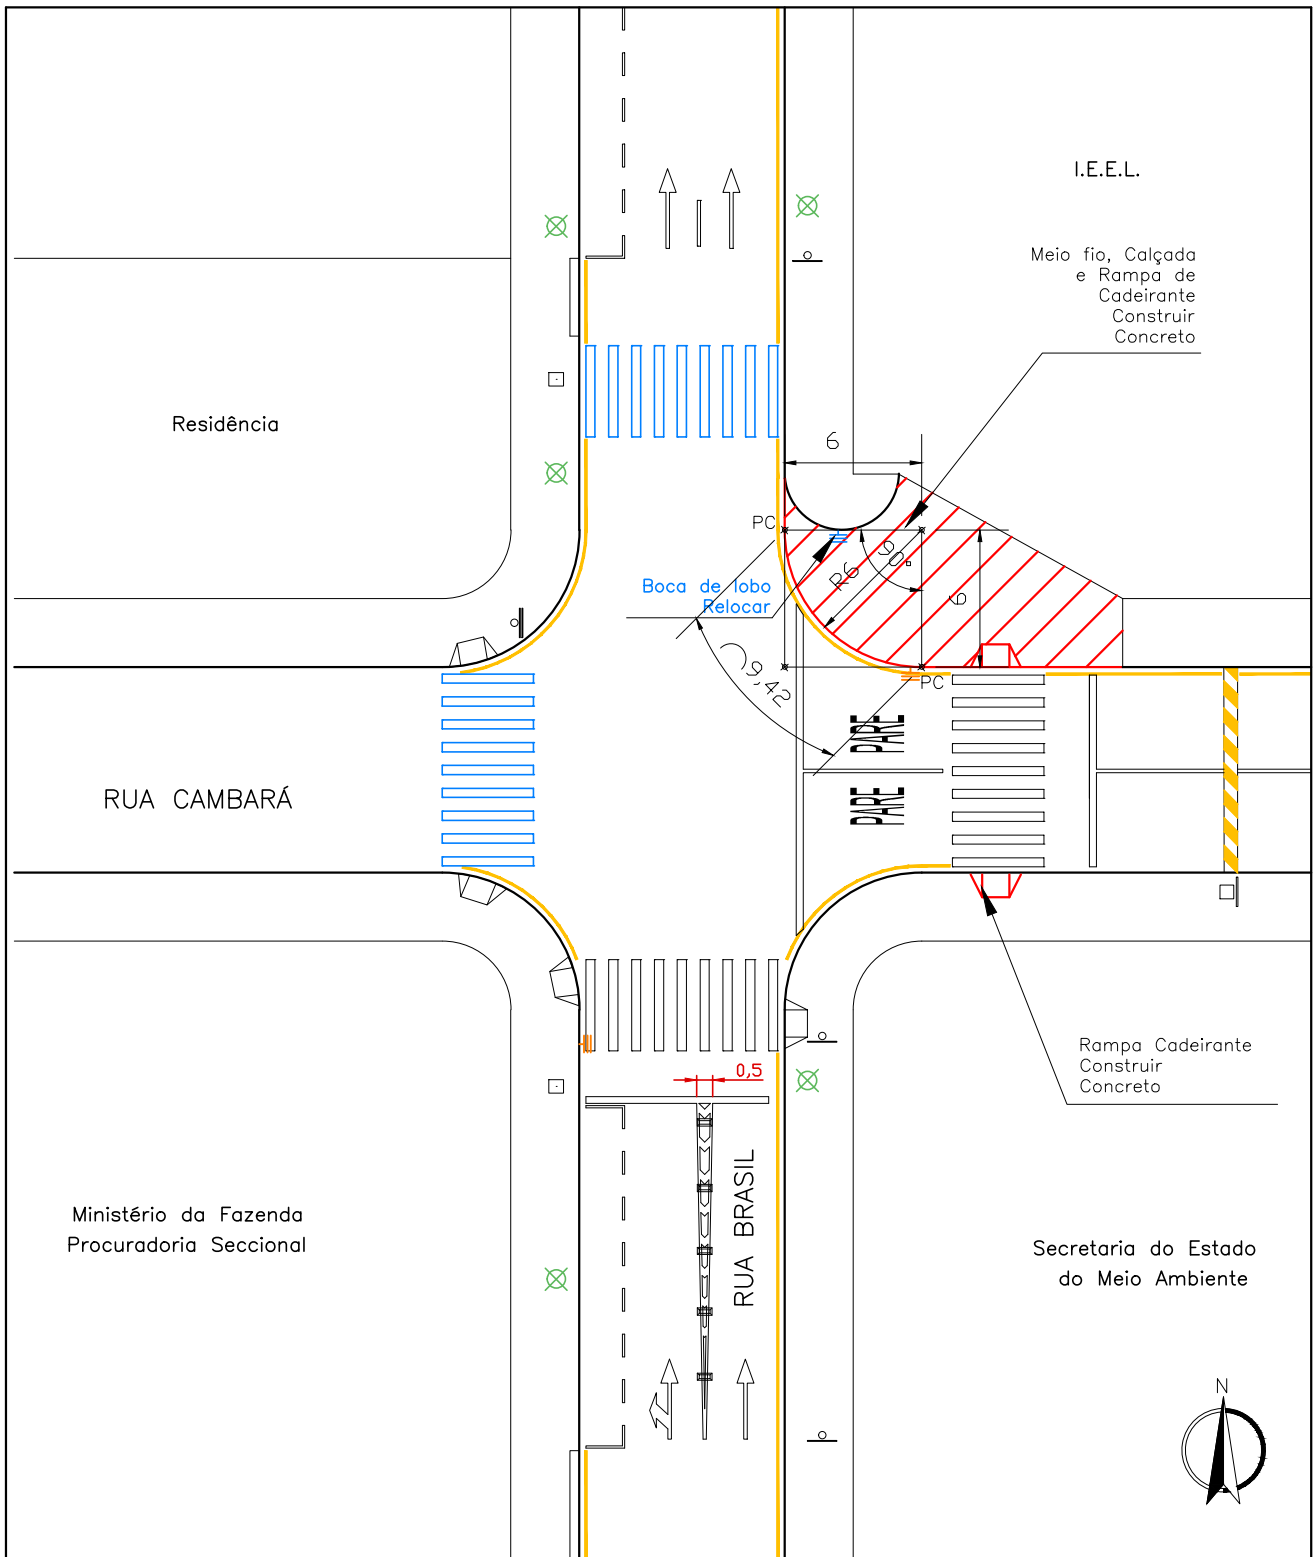 I.E.E.L.
Meio fio, Calçada
e Rampa de
Cadeirante
Construir
Concreto
Residência
6
PC
R6
90°
6
Boca de lobo
Relocar
9,42
PC
PARE
PARE
RUA CAMBARÁ
0,5
Rampa Cadeirante
Construir
Concreto
RUA BRASIL
Ministério da Fazenda
Procuradoria Seccional
Secretaria do Estado
do Meio Ambiente
N